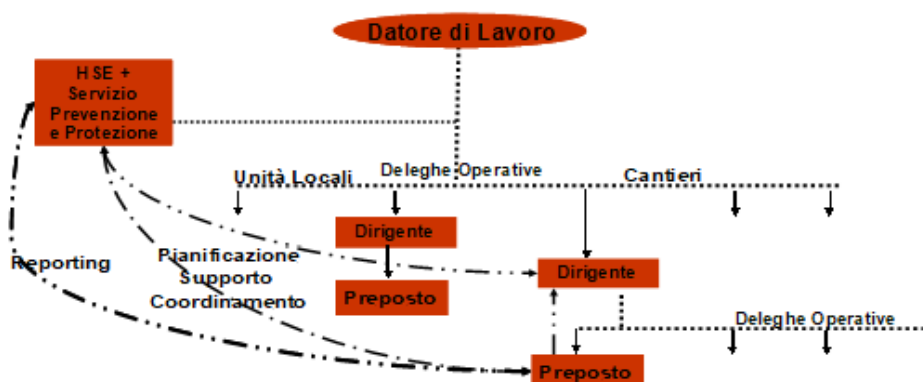 Datore di Lavoro
HSE +
Servizio
Prevenzione
e Protezione
Deleghe Operative
Unità Locali
Cantieri
Dirigente
Reporting
Pianificazione
Supporto
Coordinamento
Dirigente
Preposto
Deleghe Operative
Preposto